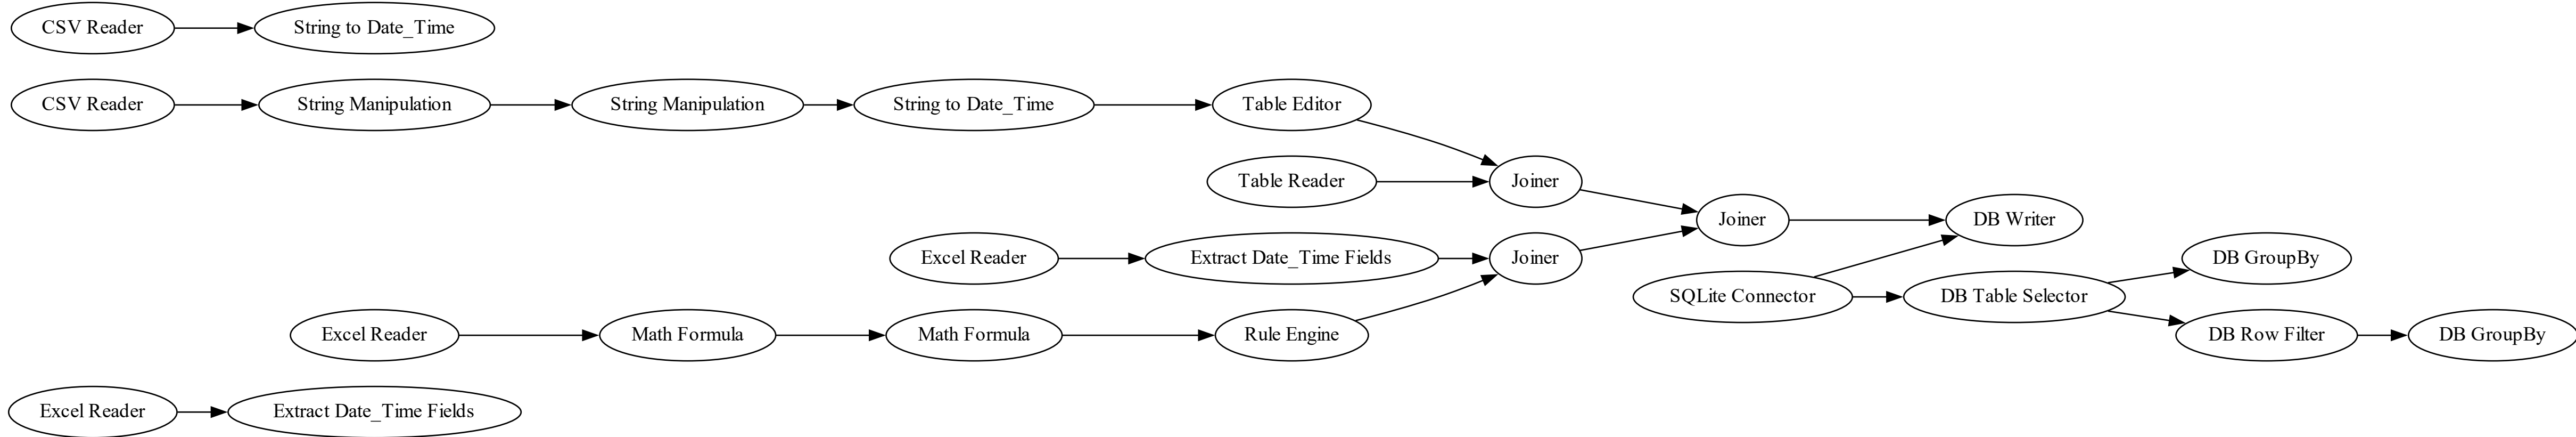 CSV Reader
String to Date_Time
CSV Reader
String Manipulation
String Manipulation
String to Date_Time
Table Editor
Table Reader
Joiner
Joiner
DB Writer
Excel Reader
Extract Date_Time Fields
Joiner
DB GroupBy
SQLite Connector
DB Table Selector
Excel Reader
Math Formula
Math Formula
Rule Engine
DB Row Filter
DB GroupBy
Excel Reader
Extract Date_Time Fields